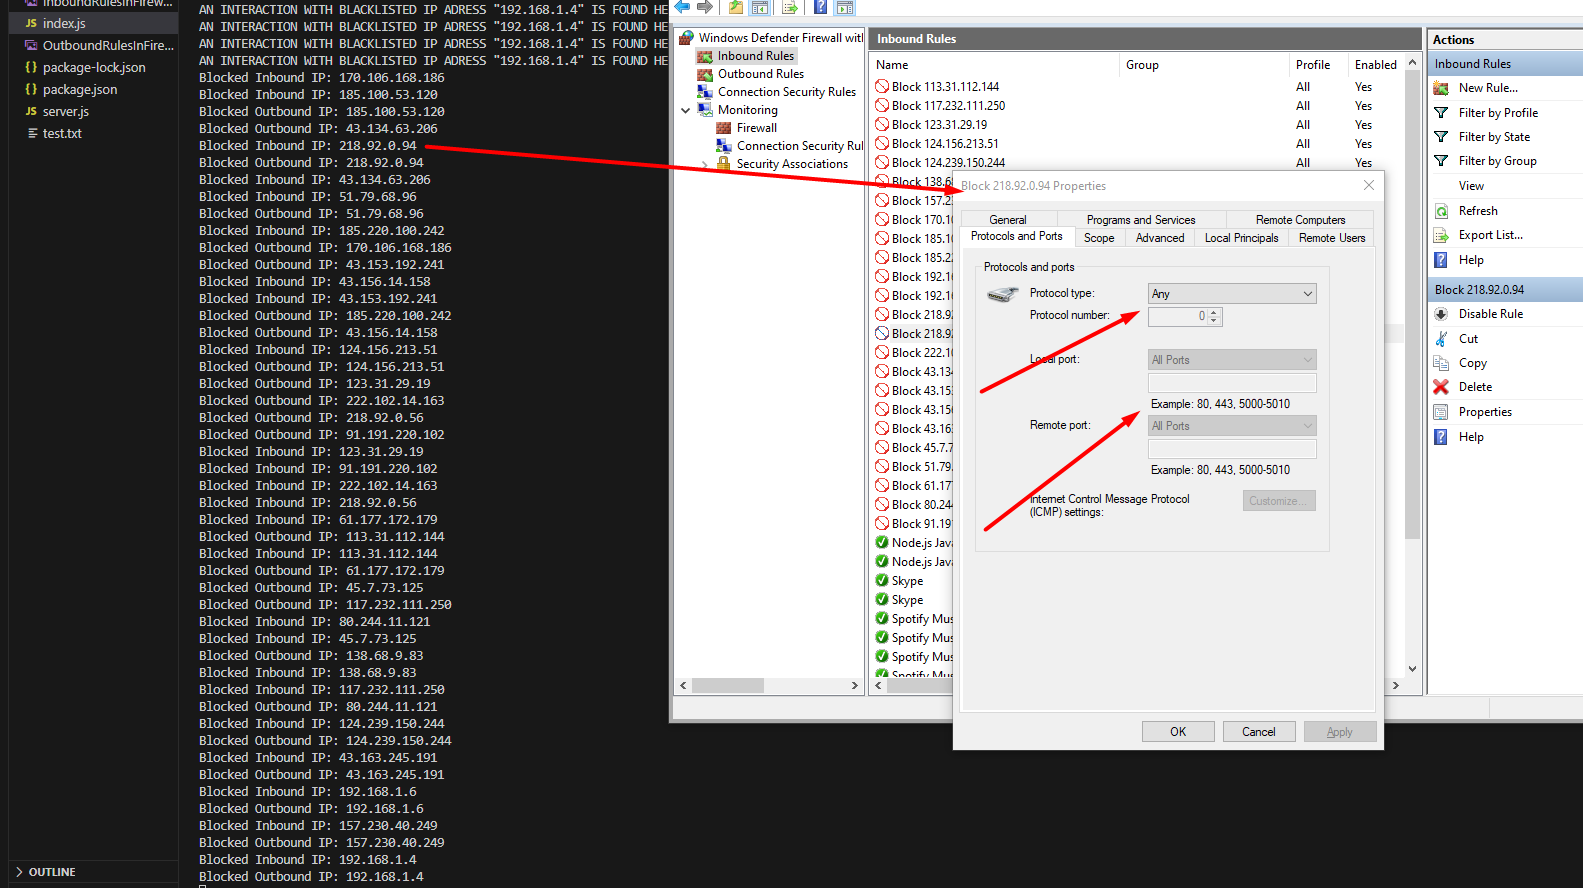 InboundRulesInFirew...
JS index.js
OutboundRulesInFire...
{} package-lock.json
{} package.json
JS server.js
test.txt
OUTLINE
AN INTERACTION WITH BLACKLISTED IP ADRESS "192.168.1.4" IS FOUND HE
AN INTERACTION WITH BLACKLISTED IP ADRESS "192.168.1.4" IS FOUND HE
AN INTERACTION WITH BLACKLISTED IP ADRESS "192.168.1.4" IS FOUND HE
AN INTERACTION WITH BLACKLISTED IP ADRESS "192.168.1.4" IS FOUND HE
Blocked Inbound IP: 170.106.168.186
Blocked Inbound IP: 185.100.53.120
Blocked Outbound IP: 185.100.53.120
Blocked Outbound IP: 43.134.63.206
Blocked Inbound IP: 218.92.0.94
Blocked Outbound IP: 218.92.0.94
Blocked Inbound IP: 43.134.63.206
Blocked Inbound IP: 51.79.68.96
Blocked Outbound IP: 51.79.68.96
Blocked Inbound IP: 185.220.100.242
Blocked Outbound IP: 170.106.168.186
Blocked Outbound IP: 43.153.192.241
Blocked Inbound IP: 43.156.14.158
Blocked Inbound IP: 43.153.192.241
Blocked Outbound IP: 185.220.100.242
Blocked Outbound IP: 43.156.14.158
Blocked Inbound IP: 124.156.213.51
Blocked Outbound IP: 124.156.213.51
Blocked Outbound IP: 123.31.29.19
Blocked Outbound IP: 222.102.14.163
Blocked Outbound IP: 218.92.0.56
Blocked Outbound IP: 91.191.220.102
Blocked Inbound IP: 123.31.29.19
Blocked Inbound IP: 91.191.220.102
Blocked Inbound IP: 222.102.14.163
Blocked Inbound IP: 218.92.0.56
Blocked Inbound IP: 61.177.172.179
Blocked Outbound IP: 113.31.112.144
Blocked Inbound IP: 113.31.112.144
Blocked Outbound IP: 61.177.172.179
Blocked Inbound IP: 45.7.73.125
Blocked Outbound IP: 117.232.111.250
Blocked Inbound IP: 80.244.11.121
Blocked Outbound IP: 45.7.73.125
Blocked Outbound IP: 138.68.9.83
Blocked Inbound IP: 138.68.9.83
Blocked Inbound IP: 117.232.111.250
Blocked Outbound IP: 80.244.11.121
Blocked Inbound IP: 124.239.150.244
Blocked Outbound IP: 124.239.150.244
Blocked Inbound IP: 43.163.245.191
Blocked Outbound IP: 43.163.245.191
Blocked Inbound IP: 192.168.1.6
Blocked Outbound IP: 192.168.1.6
Blocked Inbound IP: 157.230.40.249
Blocked Outbound IP: 157.230.40.249
Blocked Inbound IP: 192.168.1.4
Blocked Outbound IP: 192.168.1.4
Windows Defender Firewall witl
Inbound Rules
Outbound Rules
Connection Security Rules
Monitoring
Firewall
Connection Security Rul
Security Associations
Inbound Rules
Name Group Profile Enabled
Block 113.31.112.144 All Yes
Block 117.232.111.250 All Yes
Block 123.31.29.19 All Yes
Block 124.156.213.51 All Yes
Block 124.239.150.244 All Yes
Block 138.6
Block 157.23
Block 170.10
Block 185.10
Block 185.22
Block 192.16
Block 192.16
Block 218.9
Block 218.9
Block 222.10
Block 43.134
Block 43.153
Block 43.156
Block 43.163
Block 45.7.7
Block 51.79.
Block 61.177
Block 80.244
Block 91.191
Node.js Java
Node.js Java
Skype
Skype
Spotify Mus
Spotify Mus
Spotify Mus
Spotify Mus
Block 218.92.0.94 Properties
General Programs and Services Remote Computers
Protocols and Ports Scope Advanced Local Principals Remote Users
Protocols and ports
Protocol type: Any
Protocol number: 0
Local port: All Ports
Example: 80, 443, 5000-5010
Remote port: All Ports
Example: 80, 443, 5000-5010
Internet Control Message Protocol
(ICMP) settings: Customize...
OK Cancel Apply
Actions
Inbound Rules
New Rule...
Filter by Profile
Filter by State
Filter by Group
View
Refresh
Export List...
Help
Block 218.92.0.94
Disable Rule
Cut
Copy
Delete
Properties
Help